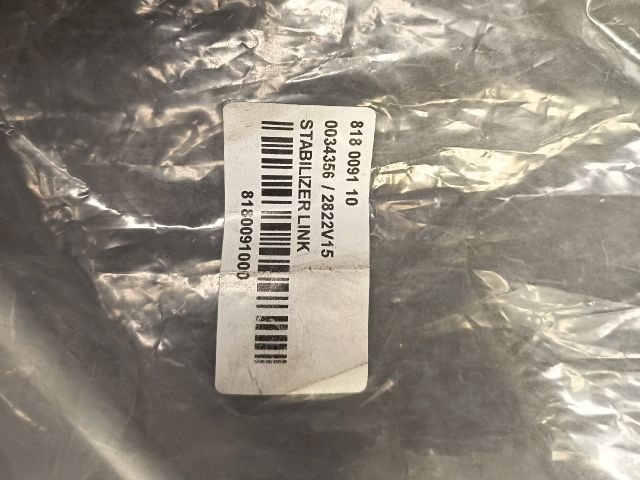 818 0091 10
0034356 / 2822V15
STABILIZER LINK
8180091000